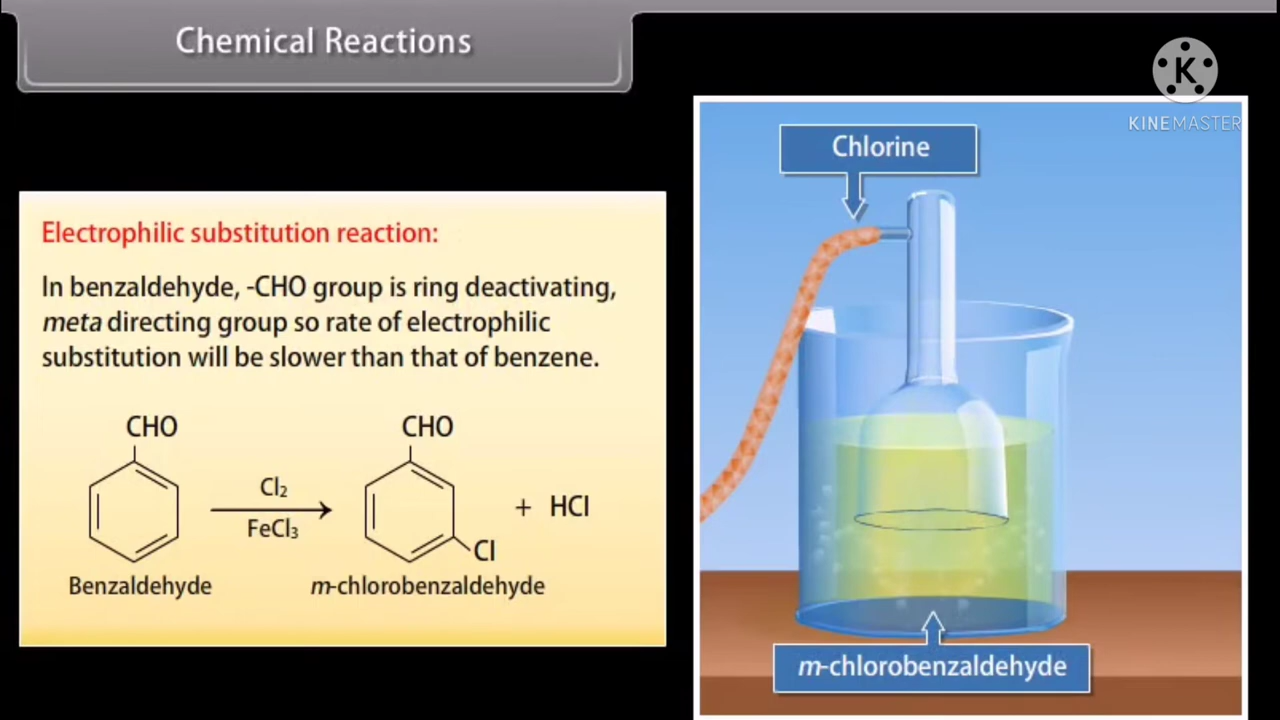 Chemical Reactions
K
KINEMASTER
Chlorine
Electrophilic substitution reaction:
In benzaldehyde, -CHO group is ring deactivating,
meta directing group so rate of electrophilic
substitution will be slower than that of benzene.
CHO
CHO
Cl₂
FeCl₃
+ HCl
Cl
Benzaldehyde
m-chlorobenzaldehyde
m-chlorobenzaldehyde